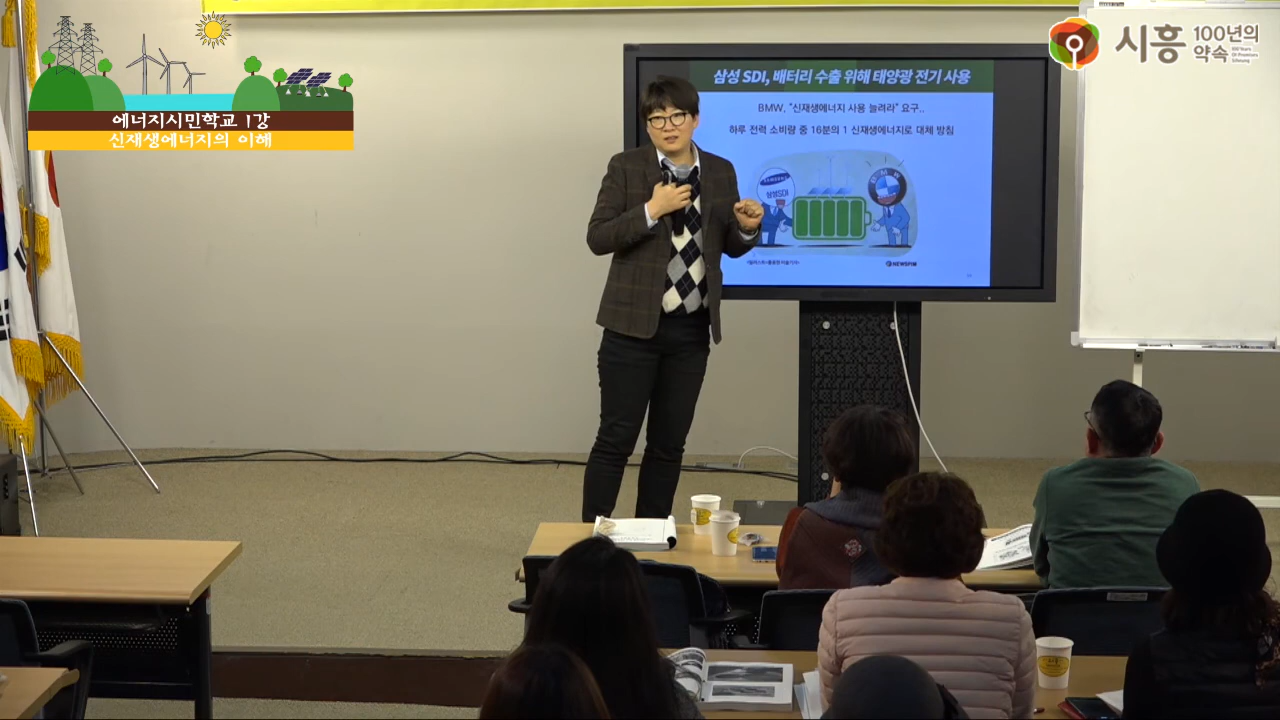 에너지시민학교 1강
신재생에너지의 이해
시흥
100년의
약속
삼성 SDI, 배터리 수출 위해 태양광 전기 사용
BMW, "신재생에너지 사용 늘려라" 요구..
하루 전력 소비량 중 16분의 1 신재생에너지로 대체 방침
삼성SDI
NEWSPIM